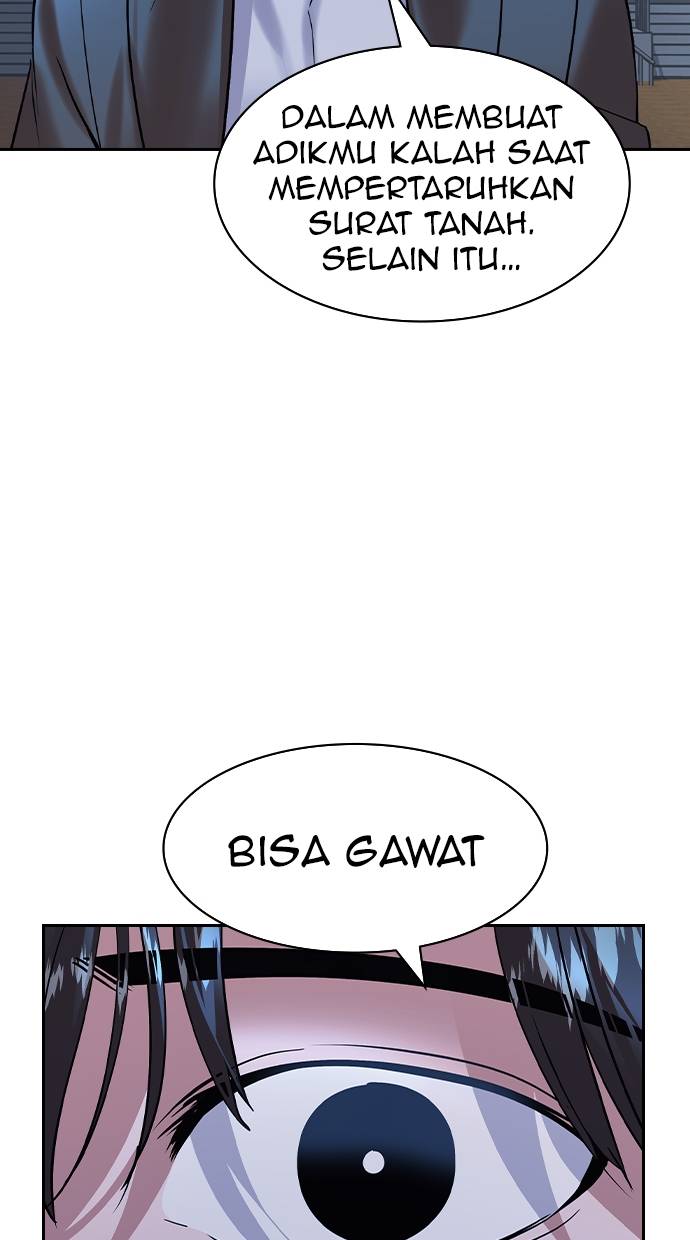 DALAM MEMBUAT
ADIKMU KALAH SAAT
MEMPERTARUHKAN
SURAT TANAH.
SELAIN ITU...
BISA GAWAT